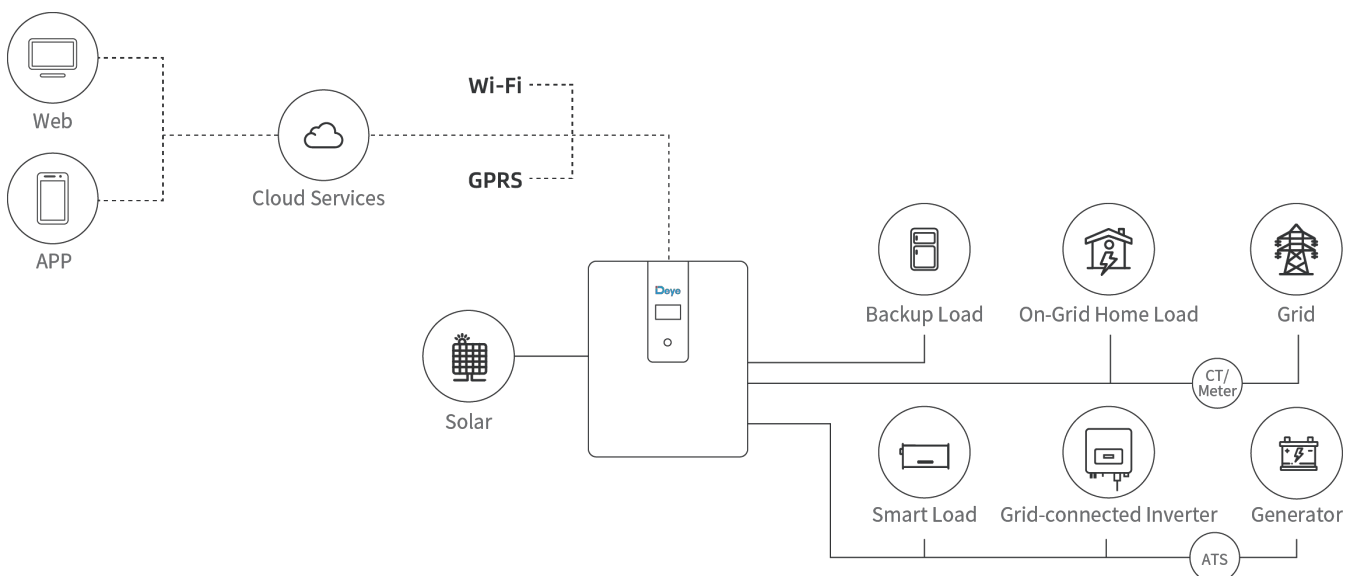 Web
APP
Cloud Services
Wi-Fi
GPRS
Deye
Solar
Backup Load
On-Grid Home Load
Grid
CT/
Meter
Smart Load
Grid-connected Inverter
Generator
ATS